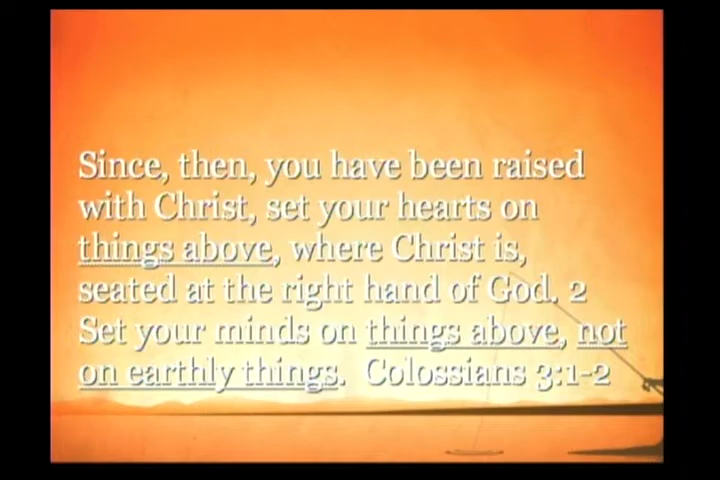 Since, then, you have been raised
with Christ, set your hearts on
things above, where Christ is,
seated at the right hand of God. 2
Set your minds on things above, not
on earthly things.  Colossians 3:1-2